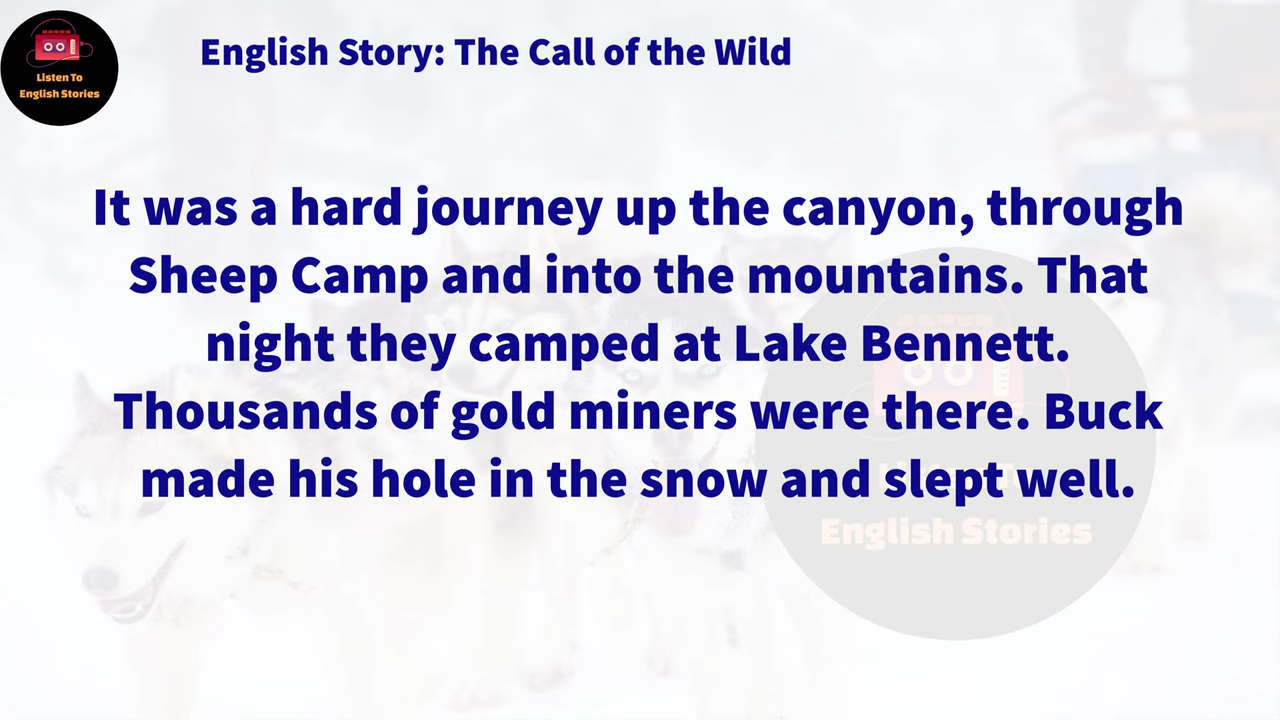 Listen To
English Stories
English Story: The Call of the Wild
It was a hard journey up the canyon, through
Sheep Camp and into the mountains. That
night they camped at Lake Bennett.
Thousands of gold miners were there. Buck
made his hole in the snow and slept well.
English Stories